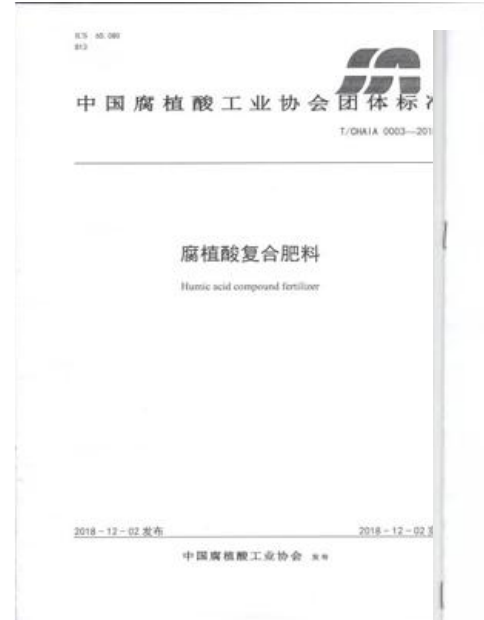 ICS 65.080
B13
中国腐植酸工业协会团体标
T/CHAIA 0003—201
腐植酸复合肥料
Humic acid compound fertilizer
2018-12-02 发布
2018-12-02
中国腐植酸工业协会 发布